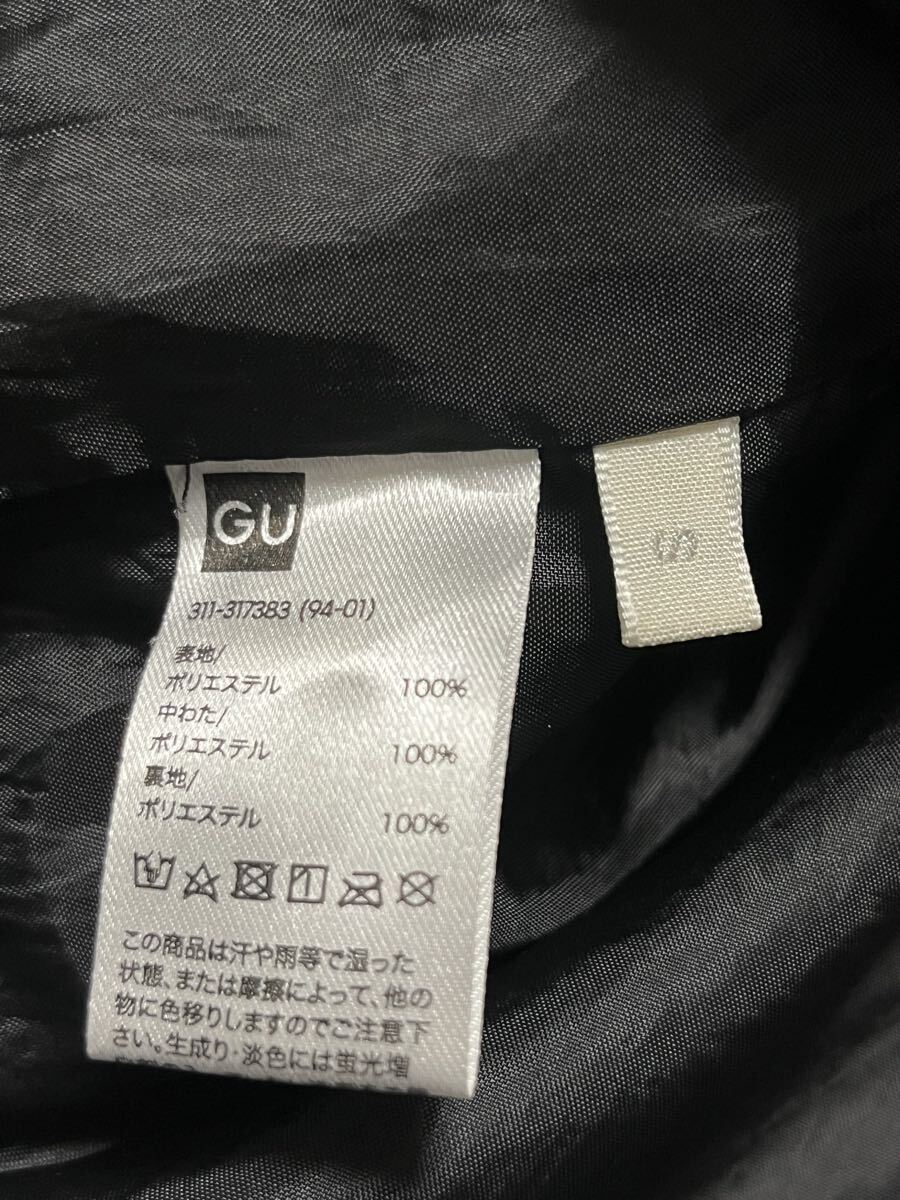 GU
311-317383 (94-01)
表地/
ポリエステル 100%
中わた/
ポリエステル 100%
裏地/
ポリエステル 100%
この商品は汗や雨等で湿った
状態、または摩擦によって、他の
物に色移りしますのでご注意下
さい。生成り・淡色には蛍光増
S